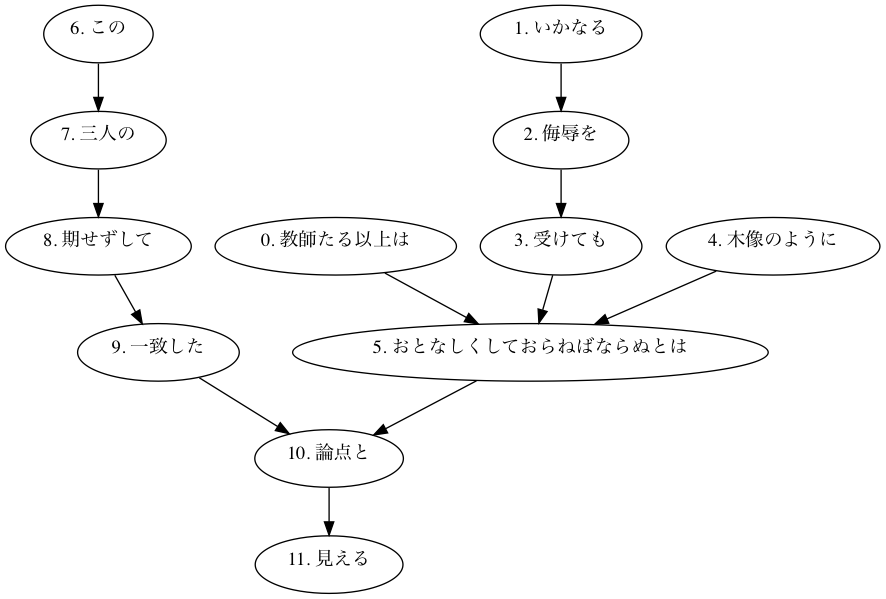 6. この
1. いかなる
7. 三人の
2. 侮辱を
8. 期せずして
0. 教師たる以上は
3. 受けても
4. 木像のように
9. 一致した
5. おとなしくしておらねばならぬとは
10. 論点と
11. 見える